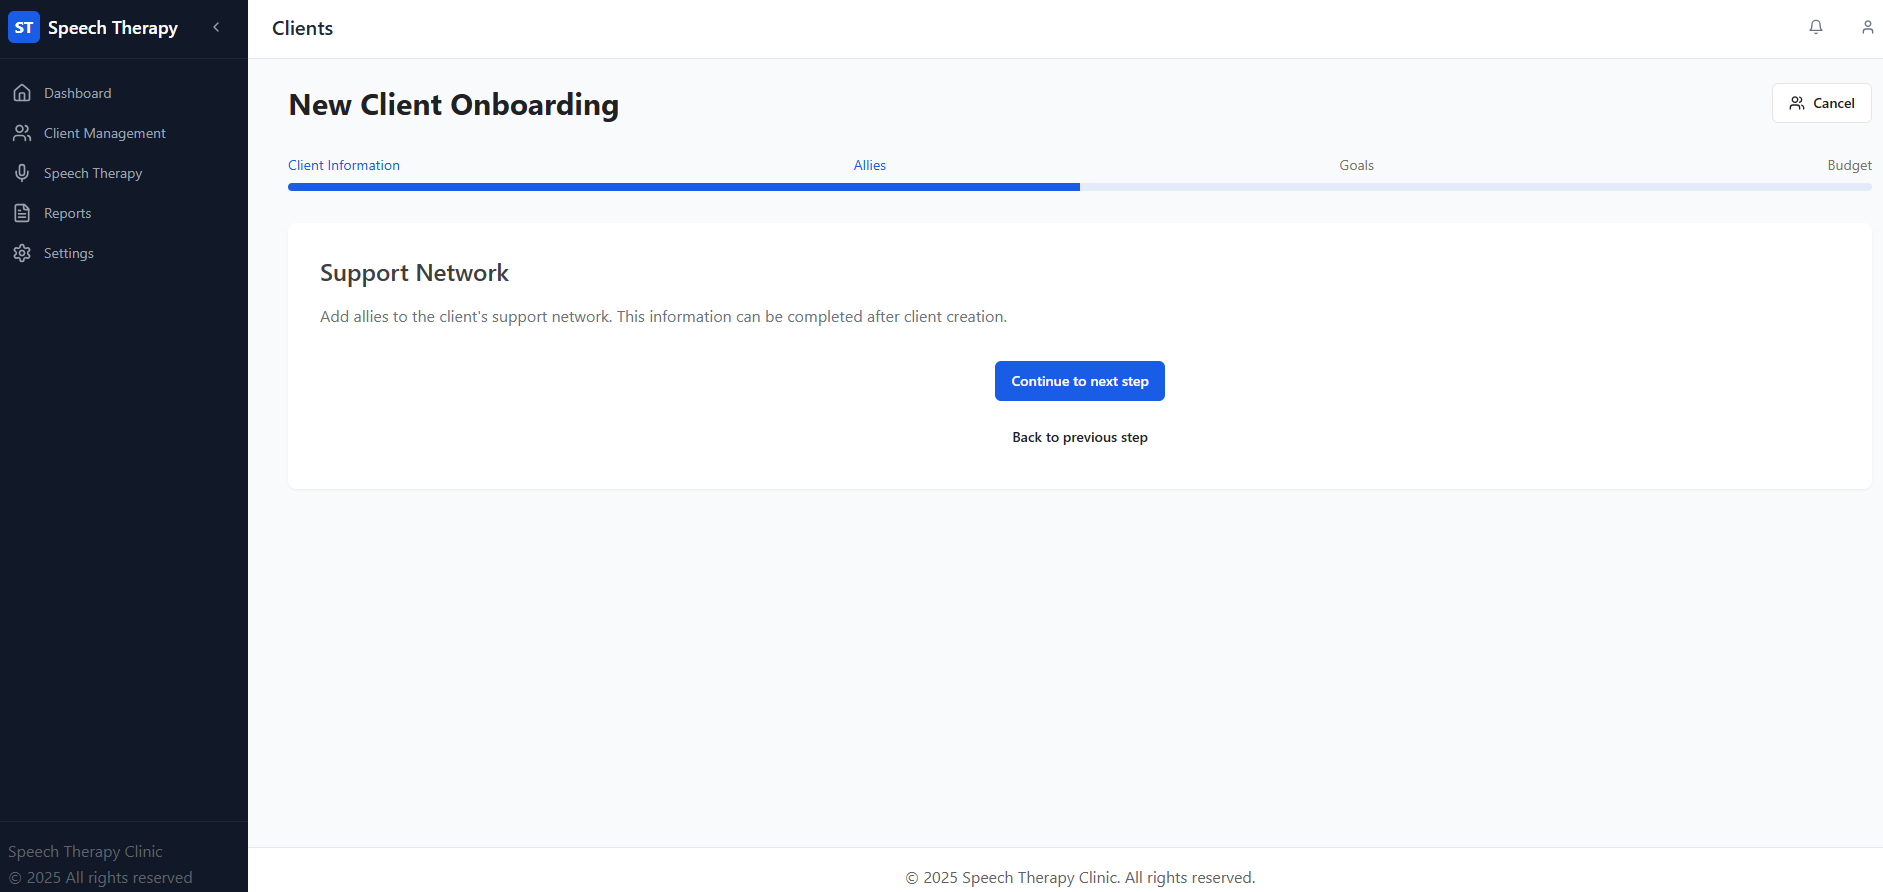 ST Speech Therapy
Dashboard
Client Management
Speech Therapy
Reports
Settings
Speech Therapy Clinic
© 2025 All rights reserved
Clients
New Client Onboarding
Cancel
Client Information
Allies
Goals
Budget
Support Network
Add allies to the client's support network. This information can be completed after client creation.
Continue to next step
Back to previous step
© 2025 Speech Therapy Clinic. All rights reserved.